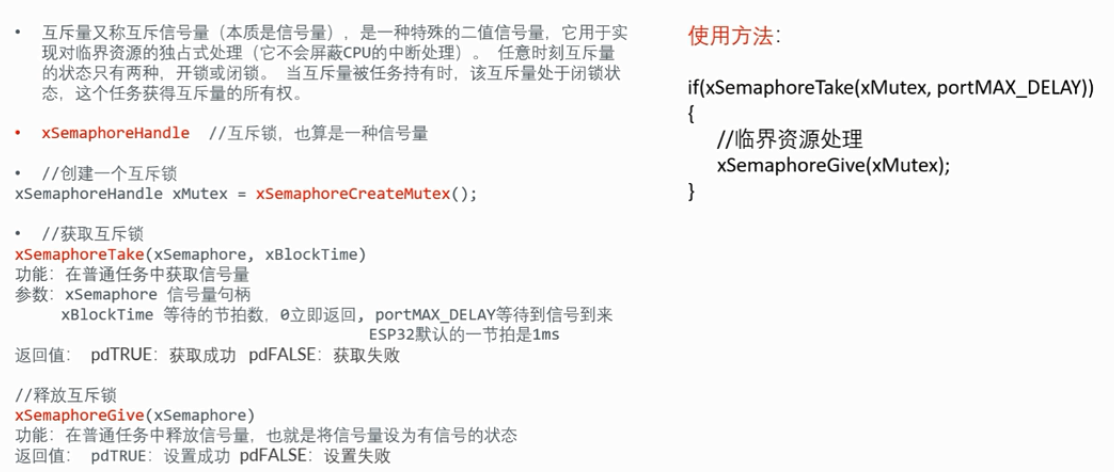 • 互斥量又称互斥信号量（本质是信号量），是一种特殊的二值信号量，它用于实
现对临界资源的独占式处理（它不会屏蔽CPU的中断处理）。 任意时刻互斥量
的状态只有两种，开锁或闭锁。 当互斥量被任务持有时，该互斥量处于闭锁状
态，这个任务获得互斥量的所有权。
• xSemaphoreHandle //互斥锁，也算是一种信号量
• //创建一个互斥锁
xSemaphoreHandle xMutex = xSemaphoreCreateMutex();
• //获取互斥锁
xSemaphoreTake(xSemaphore, xBlockTime)
功能：在普通任务中获取信号量
参数：xSemaphore 信号量句柄
xBlockTime 等待的节拍数，0立即返回, portMAX_DELAY等待到信号到来
ESP32默认的一节拍是1ms
返回值： pdTRUE：获取成功 pdFALSE：获取失败
//释放互斥锁
xSemaphoreGive(xSemaphore)
功能：在普通任务中释放信号量，也就是将信号量设为有信号的状态
返回值： pdTRUE：设置成功 pdFALSE：设置失败
使用方法：
if(xSemaphoreTake(xMutex, portMAX_DELAY))
{
//临界资源处理
xSemaphoreGive(xMutex);
}